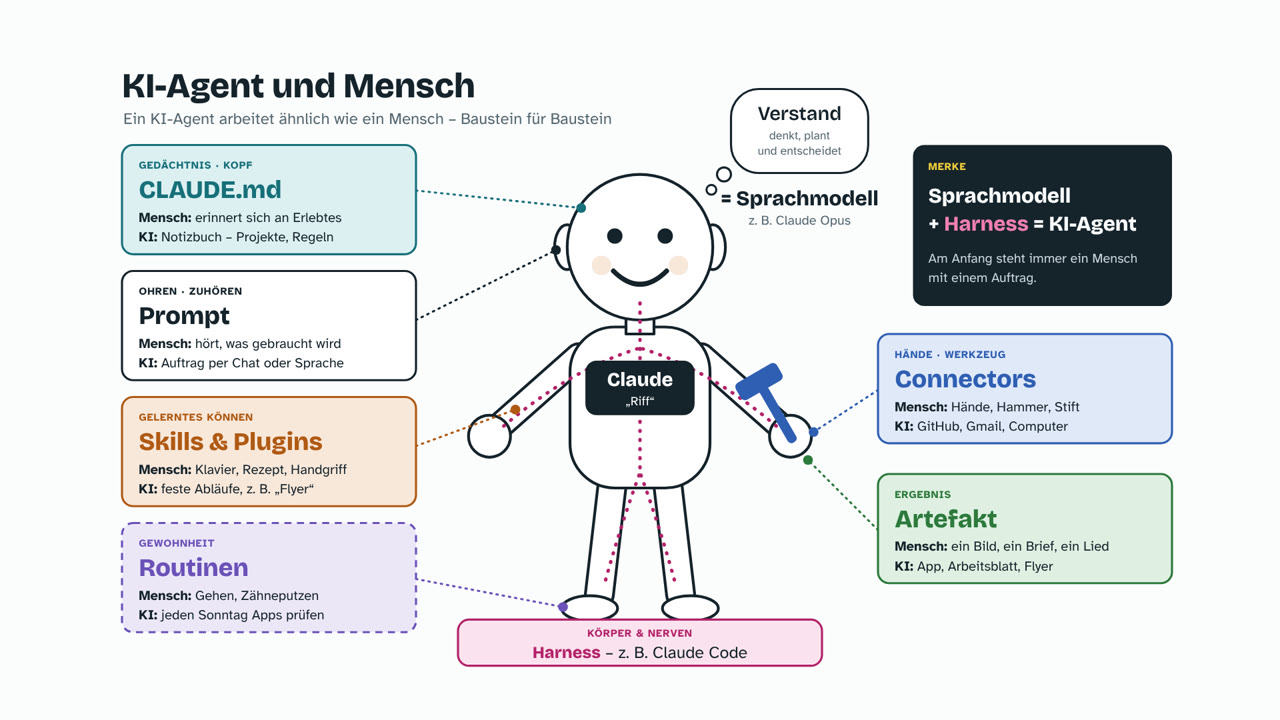 KI-Agent und Mensch
Ein KI-Agent arbeitet ähnlich wie ein Mensch – Baustein für Baustein
GEDÄCHTNIS · KOPF
CLAUDE.md
Mensch: erinnert sich an Erlebtes
KI: Notizbuch – Projekte, Regeln
OHREN · ZUHÖREN
Prompt
Mensch: hört, was gebraucht wird
KI: Auftrag per Chat oder Sprache
GELERNTES KÖNNEN
Skills & Plugins
Mensch: Klavier, Rezept, Handgriff
KI: feste Abläufe, z. B. „Flyer“
GEWOHNHEIT
Routinen
Mensch: Gehen, Zähneputzen
KI: jeden Sonntag Apps prüfen
Verstand
denkt, plant
und entscheidet
= Sprachmodell
z. B. Claude Opus
Claude
„Riff“
KÖRPER & NERVEN
Harness – z. B. Claude Code
MERKE
Sprachmodell
+ Harness = KI-Agent
Am Anfang steht immer ein Mensch
mit einem Auftrag.
HÄNDE · WERKZEUG
Connectors
Mensch: Hände, Hammer, Stift
KI: GitHub, Gmail, Computer
ERGEBNIS
Artefakt
Mensch: ein Bild, ein Brief, ein Lied
KI: App, Arbeitsblatt, Flyer